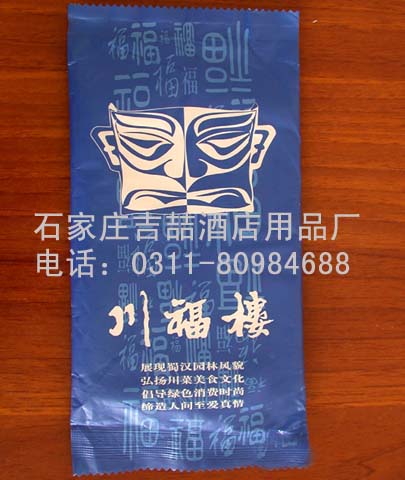 石家庄吉喆酒店用品厂
电话：0311-80984688
川福樓
展现蜀汉园林风貌
弘扬川菜美食文化
倡导绿色消费时尚
缔造人间至爱真情